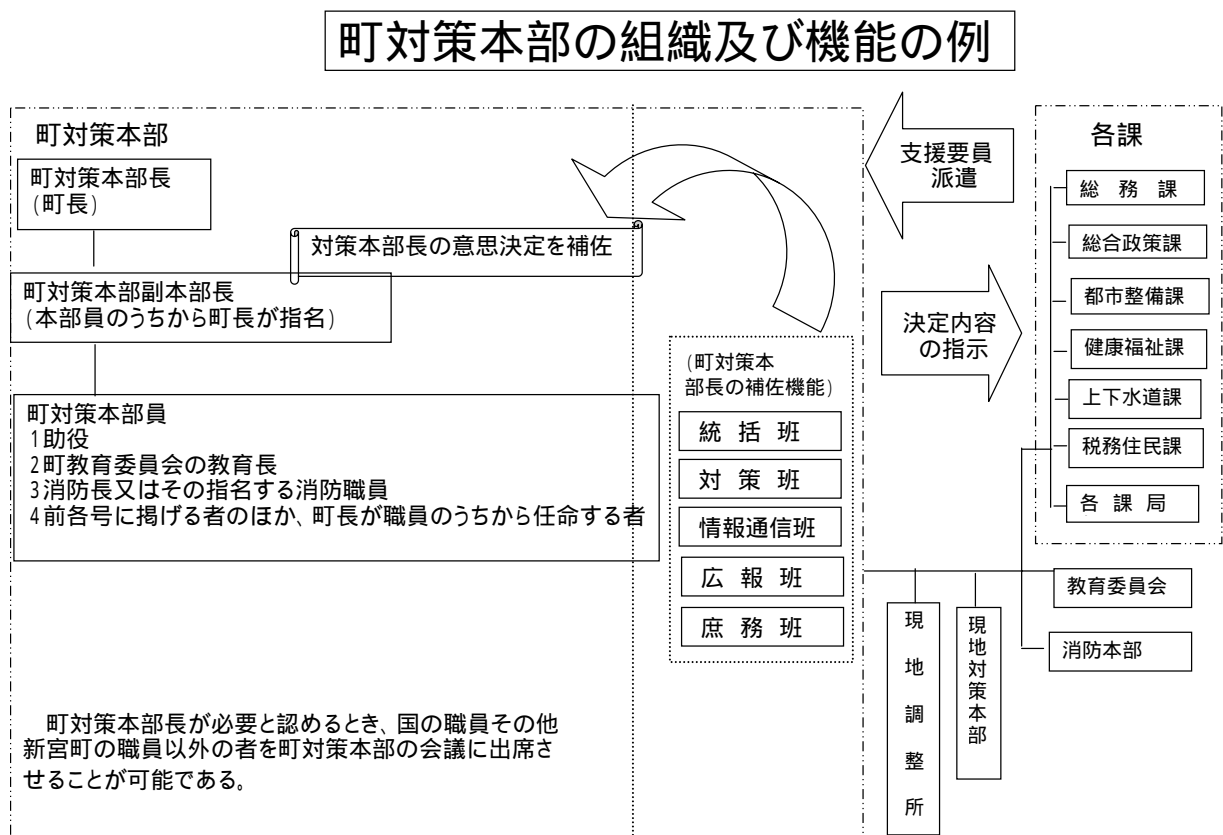 町対策本部の組織及び機能の例
町対策本部
町対策本部長
(町長)
対策本部長の意思決定を補佐
町対策本部副本部長
(本部員のうちから町長が指名)
町対策本部員
1助役
2町教育委員会の教育長
3消防長又はその指名する消防職員
4前各号に掲げる者のほか、町長が職員のうちから任命する者
町対策本部長が必要と認めるとき、国の職員その他
新宮町の職員以外の者を町対策本部の会議に出席さ
せることが可能である。
(町対策本
部長の補佐機能)
統括班
対策班
情報通信班
広報班
庶務班
支援要員
派遣
決定内容
の指示
各課
総務課
総合政策課
都市整備課
健康福祉課
上下水道課
税務住民課
各課局
教育委員会
消防本部
現地調整所
現地対策本部